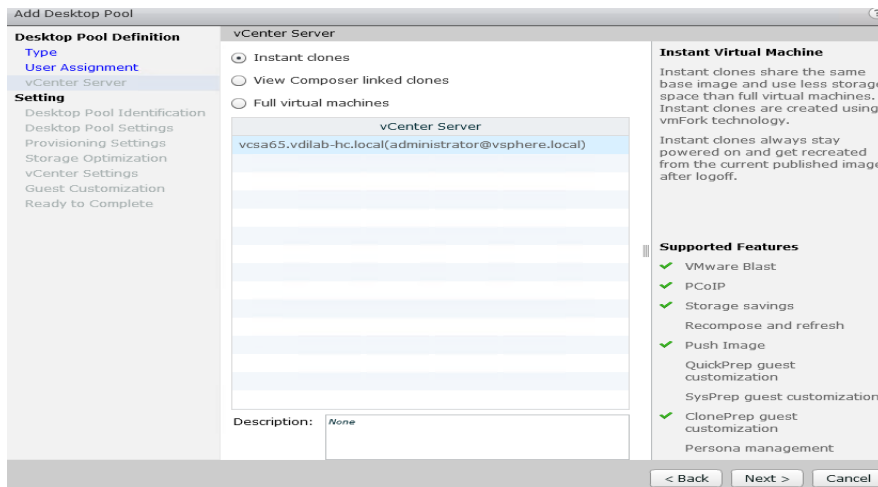 Add Desktop Pool
?
Desktop Pool Definition
Type
User Assignment
vCenter Server
Setting
Desktop Pool Identification
Desktop Pool Settings
Provisioning Settings
Storage Optimization
vCenter Settings
Guest Customization
Ready to Complete
vCenter Server
Instant clones
View Composer linked clones
Full virtual machines
vCenter Server
vcsa65.vdilab-hc.local(administrator@vsphere.local)
Description:
None
Instant Virtual Machine
Instant clones share the same
base image and use less storage
space than full virtual machines.
Instant clones are created using
vmFork technology.
Instant clones always stay
powered on and get recreated
from the current published image
after logoff.
Supported Features
VMware Blast
PCoIP
Storage savings
Recompose and refresh
Push Image
QuickPrep guest
customization
SysPrep guest customization
ClonePrep guest
customization
Persona management
< Back
Next >
Cancel